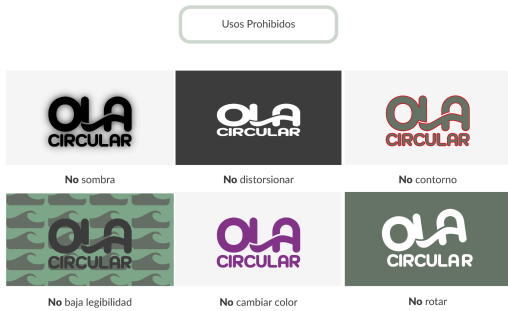 Usos Prohibidos
OLA
CIRCULAR
No sombra
OLA
CIRCULAR
No distorsionar
OLA
CIRCULAR
No contorno
OLA
CIRCULAR
No baja legibilidad
OLA
CIRCULAR
No cambiar color
OLA
CIRCULAR
No rotar